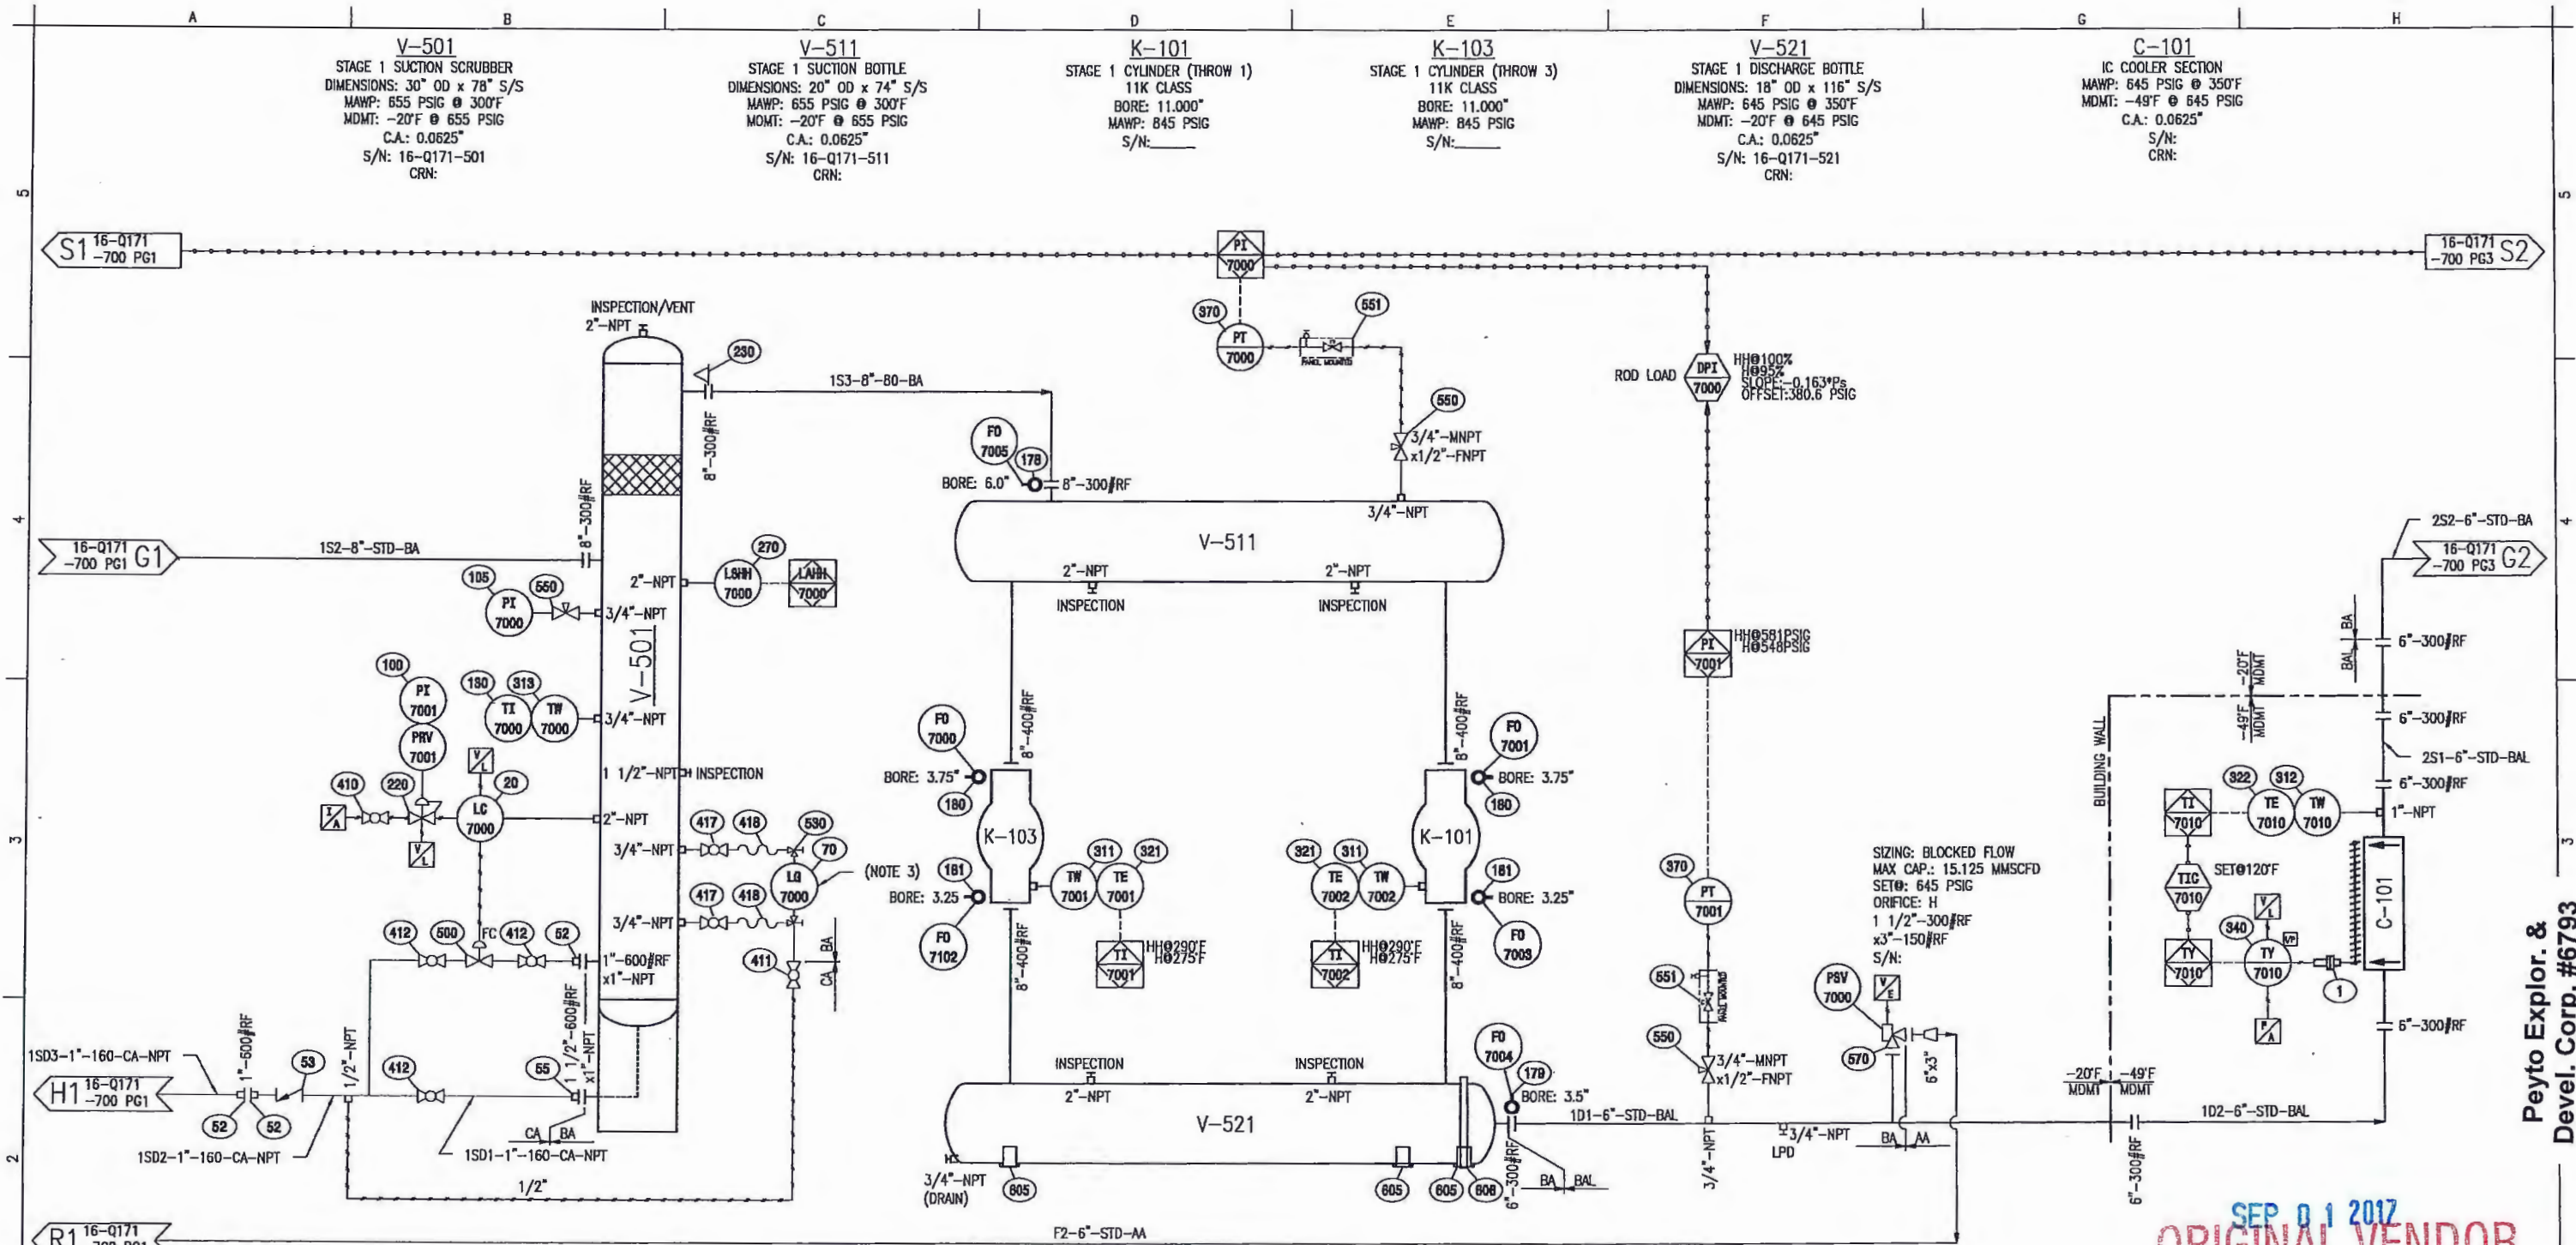 A B C D E F G H
V-501
STAGE 1 SUCTION SCRUBBER
DIMENSIONS: 30" OD x 78" S/S
MAWP: 655 PSIG @ 300°F
MDMT: -20°F @ 655 PSIG
C.A.: 0.0625"
S/N: 16-Q171-501
CRN:
V-511
STAGE 1 SUCTION BOTTLE
DIMENSIONS: 20" OD x 74" S/S
MAWP: 655 PSIG @ 300°F
MDMT: -20°F @ 655 PSIG
C.A.: 0.0625"
S/N: 16-Q171-511
CRN:
K-101
STAGE 1 CYLINDER (THROW 1)
11K CLASS
BORE: 11.000"
MAWP: 845 PSIG
S/N:
K-103
STAGE 1 CYLINDER (THROW 3)
11K CLASS
BORE: 11.000"
MAWP: 845 PSIG
S/N:
V-521
STAGE 1 DISCHARGE BOTTLE
DIMENSIONS: 18" OD x 116" S/S
MAWP: 645 PSIG @ 350°F
MDMT: -20°F @ 645 PSIG
C.A.: 0.0625"
S/N: 16-Q171-521
CRN:
C-101
IC COOLER SECTION
MAWP: 645 PSIG @ 350°F
MDMT: -49°F @ 645 PSIG
C.A.: 0.0625"
S/N:
CRN:
5
5
S1 16-Q171
-700 PG1
PI
7000
16-Q171
-700 PG3 S2
INSPECTION/VENT
2"-NPT
230
1S3-8"-80-BA
8"-300#RF
370
PT
7000
551
PANEL MOUNTED
550
3/4"-MNPT
x1/2"-FNPT
3/4"-NPT
ROD LOAD
DPI
7000
HH@100%
H@95%
SLOPE:-0.163*Ps
OFFSET:380.6 PSIG
FO
7005
178
BORE: 6.0"
8"-300#RF
V-511
2"-NPT
INSPECTION
2"-NPT
INSPECTION
4
4
16-Q171
-700 PG1 G1
1S2-8"-STD-BA
8"-300#RF
2"-NPT
LSHH
7000
270
LAHH
7000
105
550
PI
7000
3/4"-NPT
V-501
100
PI
7001
PRV
7001
130
313
TI
7000
TW
7000
3/4"-NPT
1 1/2"-NPT
INSPECTION
V
L
20
LC
7000
2"-NPT
410
220
I
A
V
L
3/4"-NPT
417
418
530
70
LG
7000
(NOTE 3)
3/4"-NPT
417
418
411
BA
CA
412
500
FC
412
52
1"-600#RF
x1"-NPT
1 1/2"-600#RF
x1"-NPT
3
3
8"-400#RF
8"-400#RF
FO
7000
BORE: 3.75"
180
K-103
181
BORE: 3.25
FO
7102
8"-400#RF
311
321
TW
7001
TE
7001
TI
7001
HH@290°F
H@275°F
FO
7001
BORE: 3.75"
180
K-101
181
BORE: 3.25"
FO
7003
8"-400#RF
321
311
TE
7002
TW
7002
TI
7002
HH@290°F
H@275°F
PI
7001
HH@581PSIG
H@548PSIG
370
PT
7001
551
PANEL MOUNTED
550
3/4"-MNPT
x1/2"-FNPT
3/4"-NPT
SIZING: BLOCKED FLOW
MAX CAP.: 15.125 MMSCFD
SET@: 645 PSIG
ORIFICE: H
1 1/2"-300#RF
x3"-150#RF
S/N:
PSV
7000
V
E
570
6"x3"
2S2-6"-STD-BA
16-Q171
-700 PG3 G2
BA
BAL
6"-300#RF
-20°F
MDMT
-49°F
MDMT
6"-300#RF
BUILDING WALL
2S1-6"-STD-BAL
6"-300#RF
322
312
TI
7010
TE
7010
TW
7010
1"-NPT
TIC
7010
SET@120°F
V
L
340
VP
TY
7010
TY
7010
1
P
A
C-101
6"-300#RF
-20°F
MDMT
-49°F
MDMT
1SD3-1"-160-CA-NPT
1"-600#RF
53
1/2"-NPT
412
55
H1 16-Q171
-700 PG1
52
52
CA
BA
1SD2-1"-160-CA-NPT
1SD1-1"-160-CA-NPT
1/2"
2
INSPECTION
2"-NPT
INSPECTION
2"-NPT
V-521
3/4"-NPT
(DRAIN)
605
605
605
606
FO
7004
179
BORE: 3.5"
6"-300#RF
BA
BAL
1D1-6"-STD-BAL
3/4"-NPT
LPD
BA
AA
1D2-6"-STD-BAL
6"-300#RF
Peyto Explor. &
Devel. Corp. #6793
R1 16-Q171
F2-6"-STD-AA
SEP 01 2017
ORIGINAL VENDOR